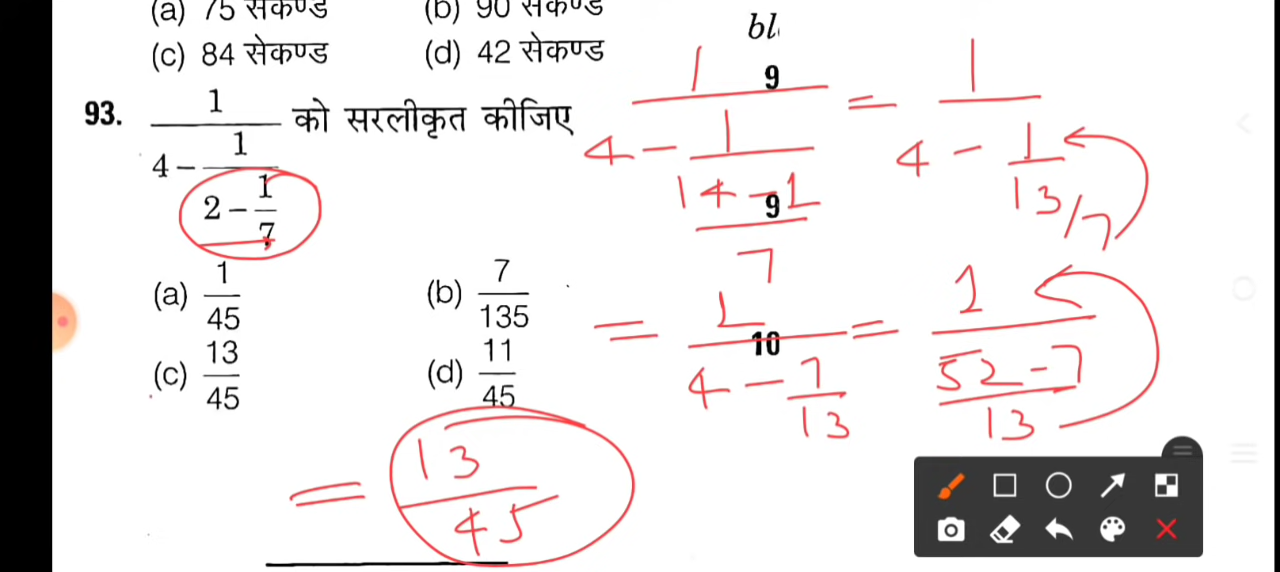 (a) 75 सेकण्ड (b) 90 सेकण्ड
(c) 84 सेकण्ड (d) 42 सेकण्ड
93. 1 / (4 – 1 / (2 – 1/7)) को सरलीकृत कीजिए
(a) 1/45 (b) 7/135
(c) 13/45 (d) 11/45
bl
9
9
10
1 / (4 – 1 / ((14 – 1) / 7)) = 1 / (4 – 1 / (13/7))
= 1 / (4 – 7/13) = 1 / ((52 – 7) / 13)
= 13/45